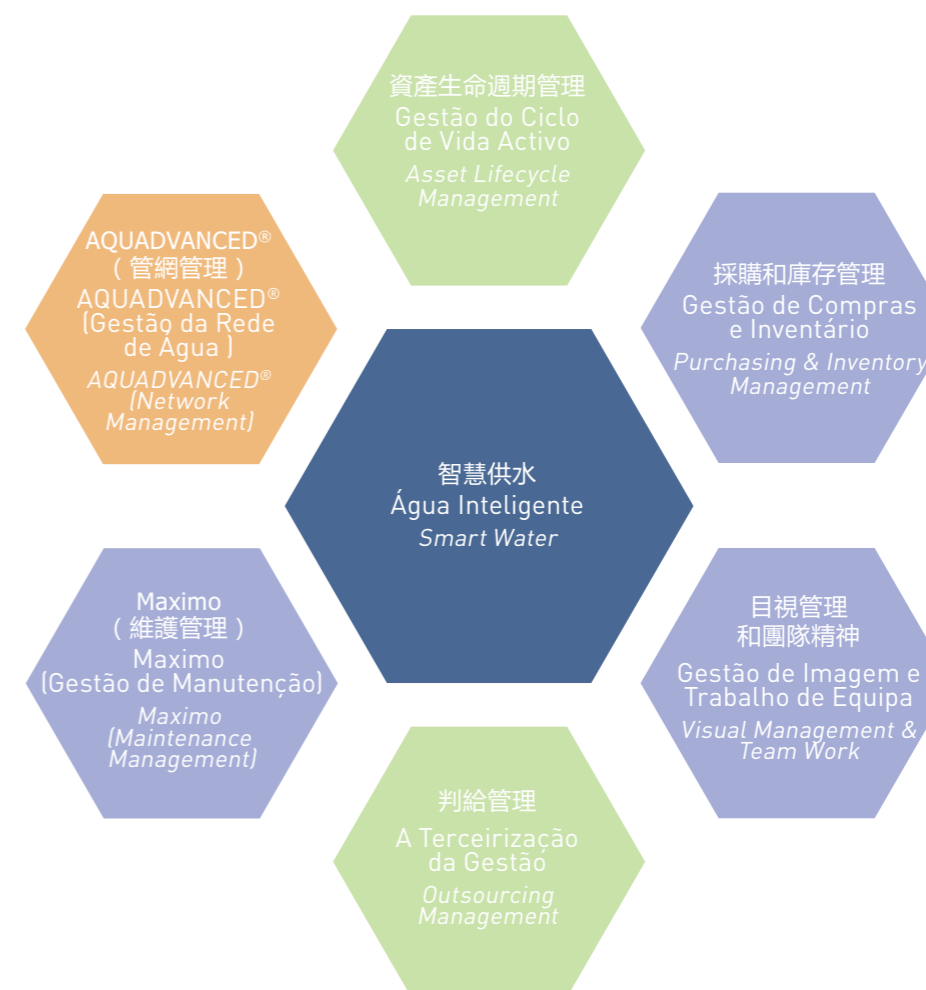 資產生命週期管理
Gestão do Ciclo
de Vida Activo
Asset Lifecycle
Management
AQUADVANCED®
（管網管理）
AQUADVANCED®
(Gestão da Rede
de Água )
AQUADVANCED®
(Network
Management)
採購和庫存管理
Gestão de Compras
e Inventário
Purchasing & Inventory
Management
智慧供水
Água Inteligente
Smart Water
Maximo
（維護管理）
Maximo
(Gestão de Manutenção)
Maximo
(Maintenance
Management)
目視管理
和團隊精神
Gestão de Imagem e
Trabalho de Equipa
Visual Management &
Team Work
判給管理
A Terceirização
da Gestão
Outsourcing
Management